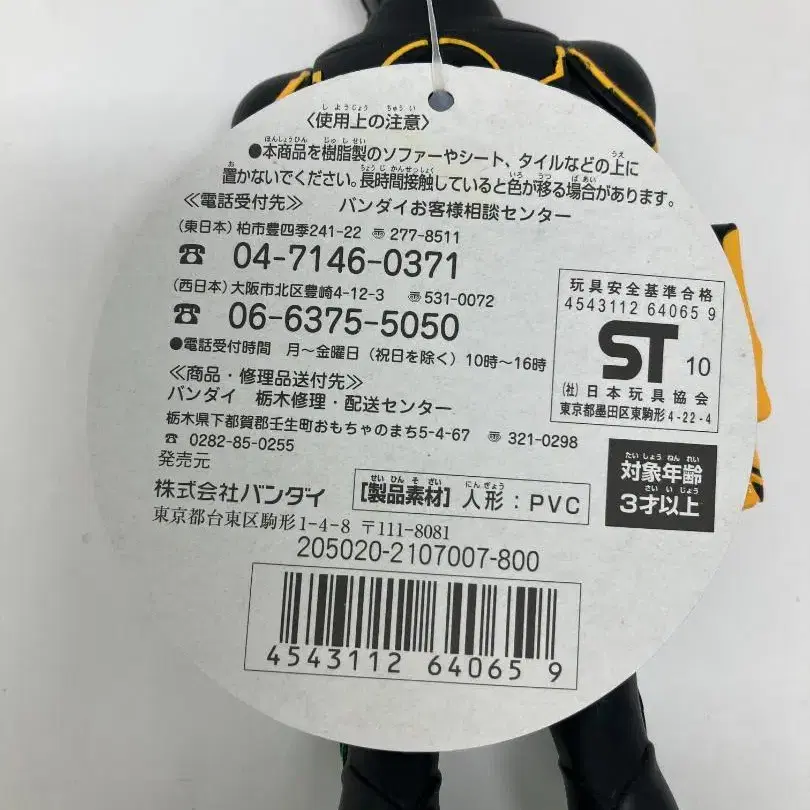 〈使用上の注意〉
●本商品を樹脂製のソファーやシート、タイルなどの上に
置かないでください。長時間接触していると色が移る場合があります。
≪電話受付先≫ バンダイお客様相談センター
(東日本)柏市豊四季241-22 〠277-8511
☎ 04-7146-0371
(西日本)大阪市北区豊崎4-12-3 〠531-0072
☎ 06-6375-5050
●電話受付時間 月〜金曜日(祝日を除く)10時〜16時
≪商品・修理品送付先≫
バンダイ 栃木修理・配送センター
栃木県下都賀郡壬生町おもちゃのまち5-4-67 〠321-0298
☎ 0282-85-0255
発売元
株式会社バンダイ
東京都台東区駒形1-4-8 〒111-8081
[製品素材]人形:PVC
玩具安全基準合格
4543112 64065 9
ST 10
(社)日本玩具協会
東京都墨田区東駒形4-22-4
対象年齢
3才以上
205020-2107007-800
4543112 64065 9